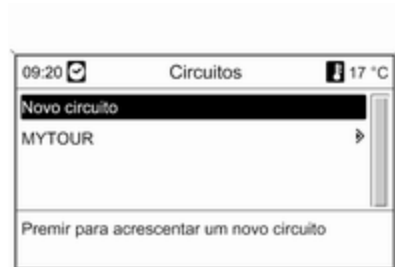 09:20 Circuitos 17 °C
Novo circuito
MYTOUR
Premir para acrescentar um novo circuito